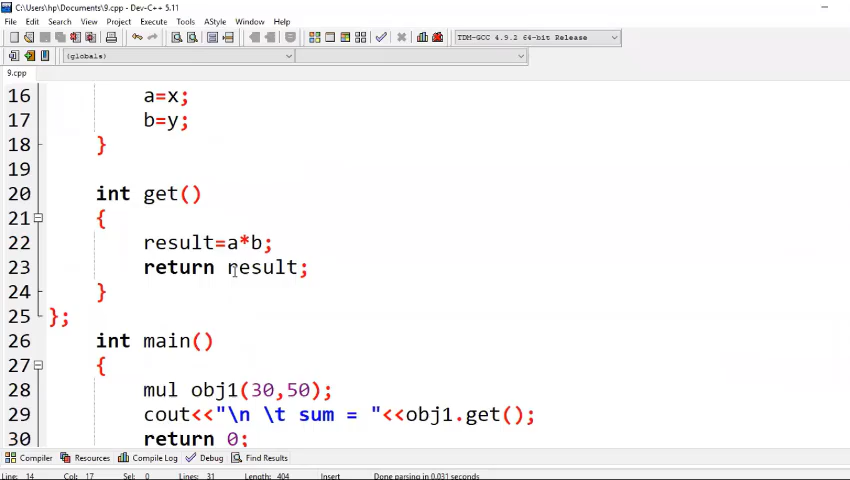 C:\Users\hp\Documents\9.cpp - Dev-C++ 5.11
File Edit Search View Project Execute Tools AStyle Window Help
TDM-GCC 4.9.2 64-bit Release
(globals)
9.cpp
16 a=x;
17 b=y;
18 }
19
20 int get()
21 {
22 result=a*b;
23 return result;
24 }
25 };
26 int main()
27 {
28 mul obj1(30,50);
29 cout<<"\n \t sum = "<<obj1.get();
30 return 0;
Compiler Resources Compile Log Debug Find Results
Line: 14 Col: 17 Sel: 0 Lines: 31 Length: 404 Insert Done parsing in 0.031 seconds